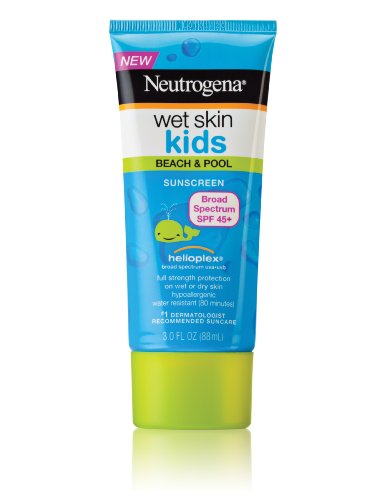 NEW
Neutrogena®
wet skin
kids
BEACH & POOL
SUNSCREEN
Broad
Spectrum
SPF 45+
helioplex®
broad spectrum uva•uvb
full strength protection
on wet or dry skin
hypoallergenic
water resistant (80 minutes)
#1 DERMATOLOGIST
RECOMMENDED SUNCARE
3.0 FL OZ (88mL)